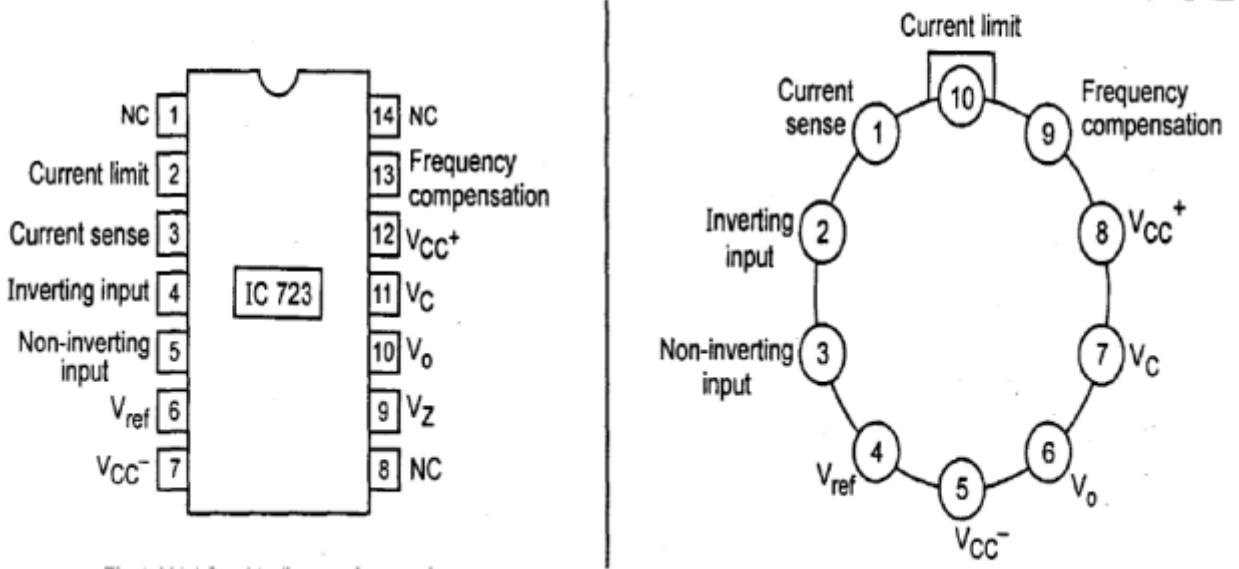 NC 1
Current limit 2
Current sense 3
Inverting input 4
Non-inverting
input 5
Vref 6
VCC⁻ 7
IC 723
14 NC
13 Frequency
compensation
12 VCC⁺
11 VC
10 Vo
9 VZ
8 NC
Current limit
10
Current
sense 1
Frequency
compensation
9
Inverting
input 2
8 VCC⁺
Non-inverting
input 3
7 VC
Vref 4
5
VCC⁻
6 Vo